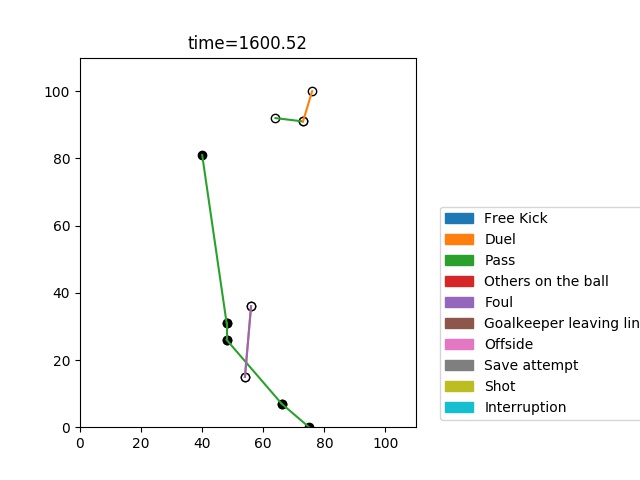 time=1600.52
100
80
60
40
20
0
0 20 40 60 80 100
Free Kick
Duel
Pass
Others on the ball
Foul
Goalkeeper leaving lin
Offside
Save attempt
Shot
Interruption